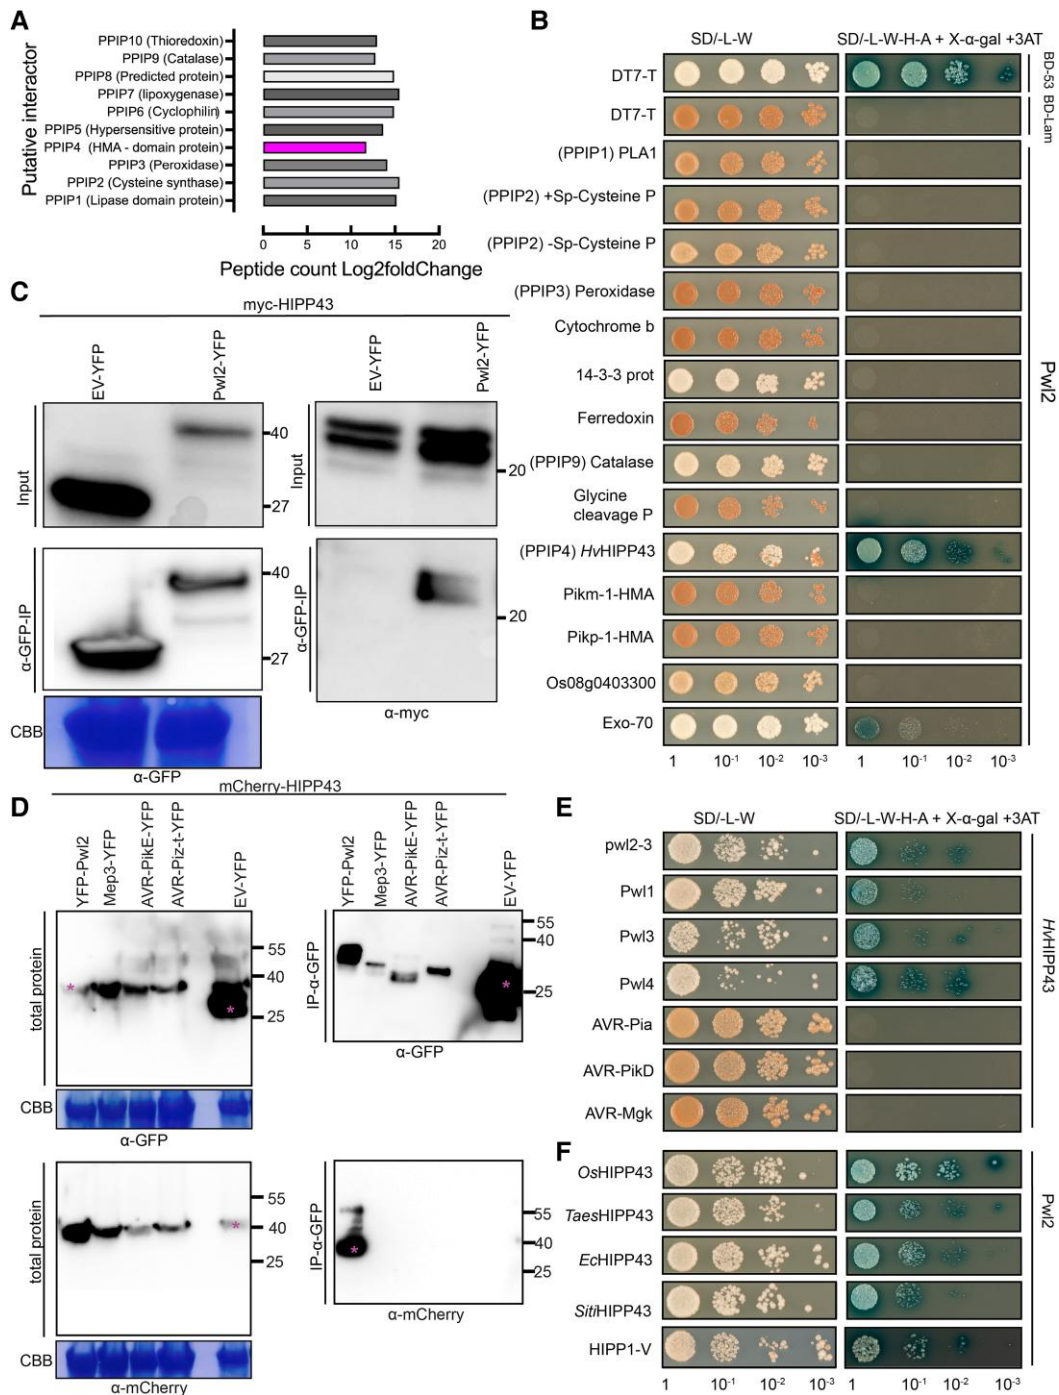 A
Putative interactor
PPIP10 (Thioredoxin)
PPIP9 (Catalase)
PPIP8 (Predicted protein)
PPIP7 (lipoxygenase)
PPIP6 (Cyclophilin)
PPIP5 (Hypersensitive protein)
PPIP4 (HMA - domain protein)
PPIP3 (Peroxidase)
PPIP2 (Cysteine synthase)
PPIP1 (Lipase domain protein)
0 5 10 15 20
Peptide count Log2foldChange
B
SD/-L-W SD/-L-W-H-A + X-α-gal +3AT
DT7-T BD-53
DT7-T BD-Lam
(PPIP1) PLA1
(PPIP2) +Sp-Cysteine P
(PPIP2) -Sp-Cysteine P
(PPIP3) Peroxidase
Cytochrome b
14-3-3 prot
Ferredoxin
(PPIP9) Catalase
Glycine
cleavage P
(PPIP4) HvHIPP43
Pikm-1-HMA
Pikp-1-HMA
Os08g0403300
Exo-70
Pwl2
1 10-1 10-2 10-3 1 10-1 10-2 10-3
C
myc-HIPP43
EV-YFP Pwl2-YFP EV-YFP Pwl2-YFP
Input 40 27 Input 20
α-GFP-IP 40 27 α-GFP-IP 20
CBB
α-GFP
α-myc
D
mCherry-HIPP43
YFP-Pwl2 Mep3-YFP AVR-PikE-YFP AVR-Piz-t-YFP EV-YFP
YFP-Pwl2 Mep3-YFP AVR-PikE-YFP AVR-Piz-t-YFP EV-YFP
total protein * * 55 40 25
IP-α-GFP * 55 40 25
α-GFP
CBB
α-GFP
total protein * 55 40 25
IP-α-GFP * 55 40 25
α-mCherry
CBB
α-mCherry
E
SD/-L-W SD/-L-W-H-A + X-α-gal +3AT
pwl2-3
Pwl1
Pwl3
Pwl4
AVR-Pia
AVR-PikD
AVR-Mgk
HvHIPP43
F
OsHIPP43
TaesHIPP43
EcHIPP43
SitiHIPP43
HIPP1-V
Pwl2
1 10-1 10-2 10-3 1 10-1 10-2 10-3